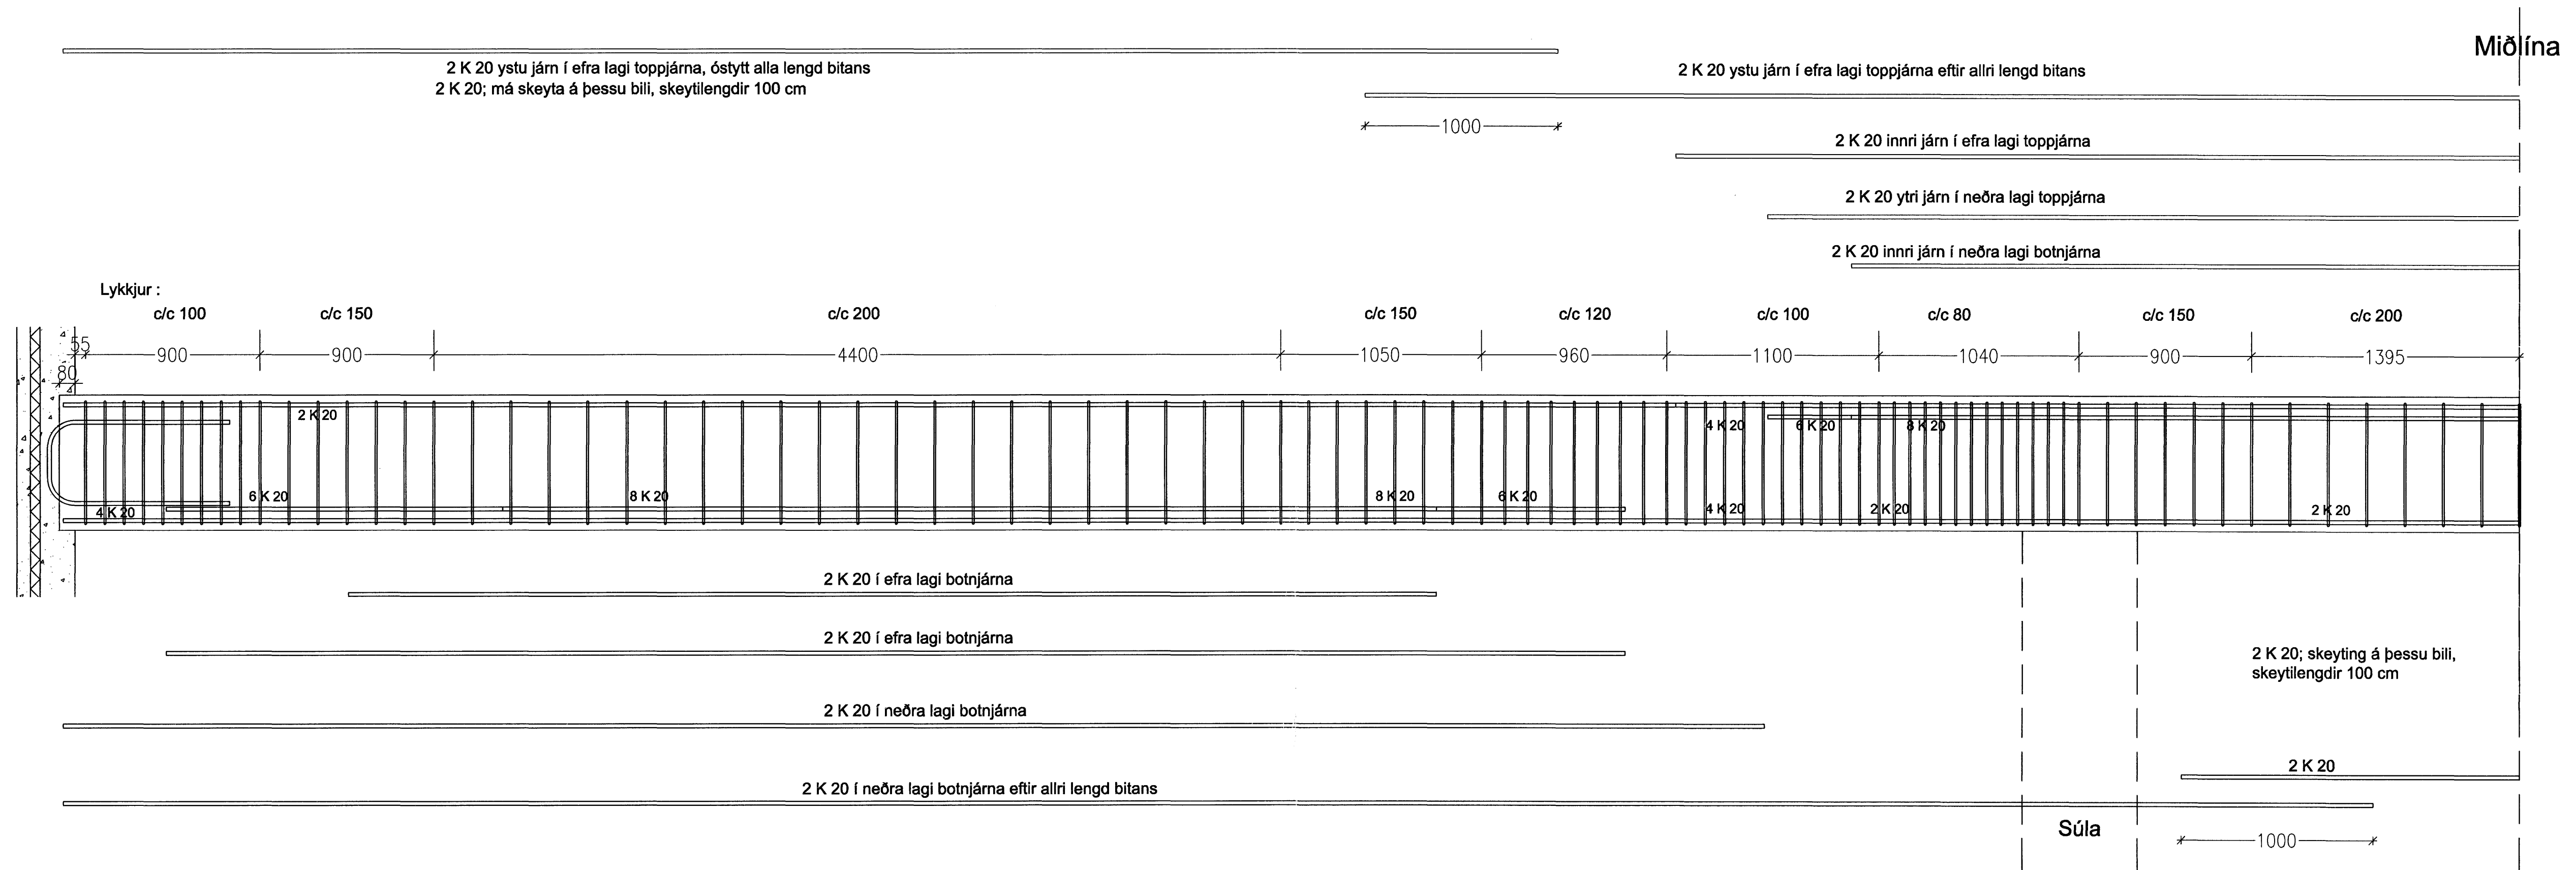 Miðlína
2 K 20 ystu járn í efra lagi toppjárna, óstytt alla lengd bitans
2 K 20; má skeyta á þessu bili, skeytilengdir 100 cm
2 K 20 ystu járn í efra lagi toppjárna eftir allri lengd bitans
1000
2 K 20 innri járn í efra lagi toppjárna
2 K 20 ytri járn í neðra lagi toppjárna
2 K 20 innri járn í neðra lagi botnjárna
Lykkjur :
c/c 100 c/c 150 c/c 200 c/c 150 c/c 120 c/c 100 c/c 80 c/c 150 c/c 200
55 900 900 4400 1050 960 1100 1040 900 1395
80
2 K 20
4 K 20 6 K 20 8 K 20
6 K 20 8 K 20 8 K 20 6 K 20
4 K 20 4 K 20 2 K 20 2 K 20
2 K 20 í efra lagi botnjárna
2 K 20 í efra lagi botnjárna
2 K 20; skeyting á þessu bili,
skeytilengdir 100 cm
2 K 20 í neðra lagi botnjárna
2 K 20
2 K 20 í neðra lagi botnjárna eftir allri lengd bitans
Súla
1000